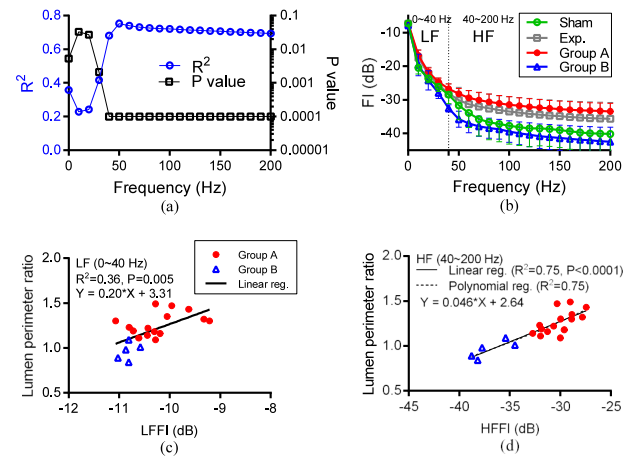 0.8
0.6
0.4
0.2
0.0
R²
0 50 100 150 200
Frequency (Hz)
1
0.1
0.01
0.001
0.0001
0.00001
P value
R²
P value
(a)
0~40 Hz 40~200 Hz
LF HF
Sham
Exp.
Group A
Group B
0
-10
-20
-30
-40
FI (dB)
0 50 100 150 200
Frequency (Hz)
(b)
LF (0~40 Hz)
R²=0.36, P=0.005
Y = 0.20*X + 3.31
Group A
Group B
Linear reg.
2.0
1.5
1.0
0.5
Lumen perimeter ratio
-12 -11 -10 -9 -8
LFFI (dB)
(c)
HF (40~200 Hz)
Linear reg. (R²=0.75, P<0.0001)
Polynomial reg. (R²=0.75)
Y = 0.046*X + 2.64
2.0
1.5
1.0
0.5
Lumen perimeter ratio
-45 -40 -35 -30 -25
HFFI (dB)
(d)